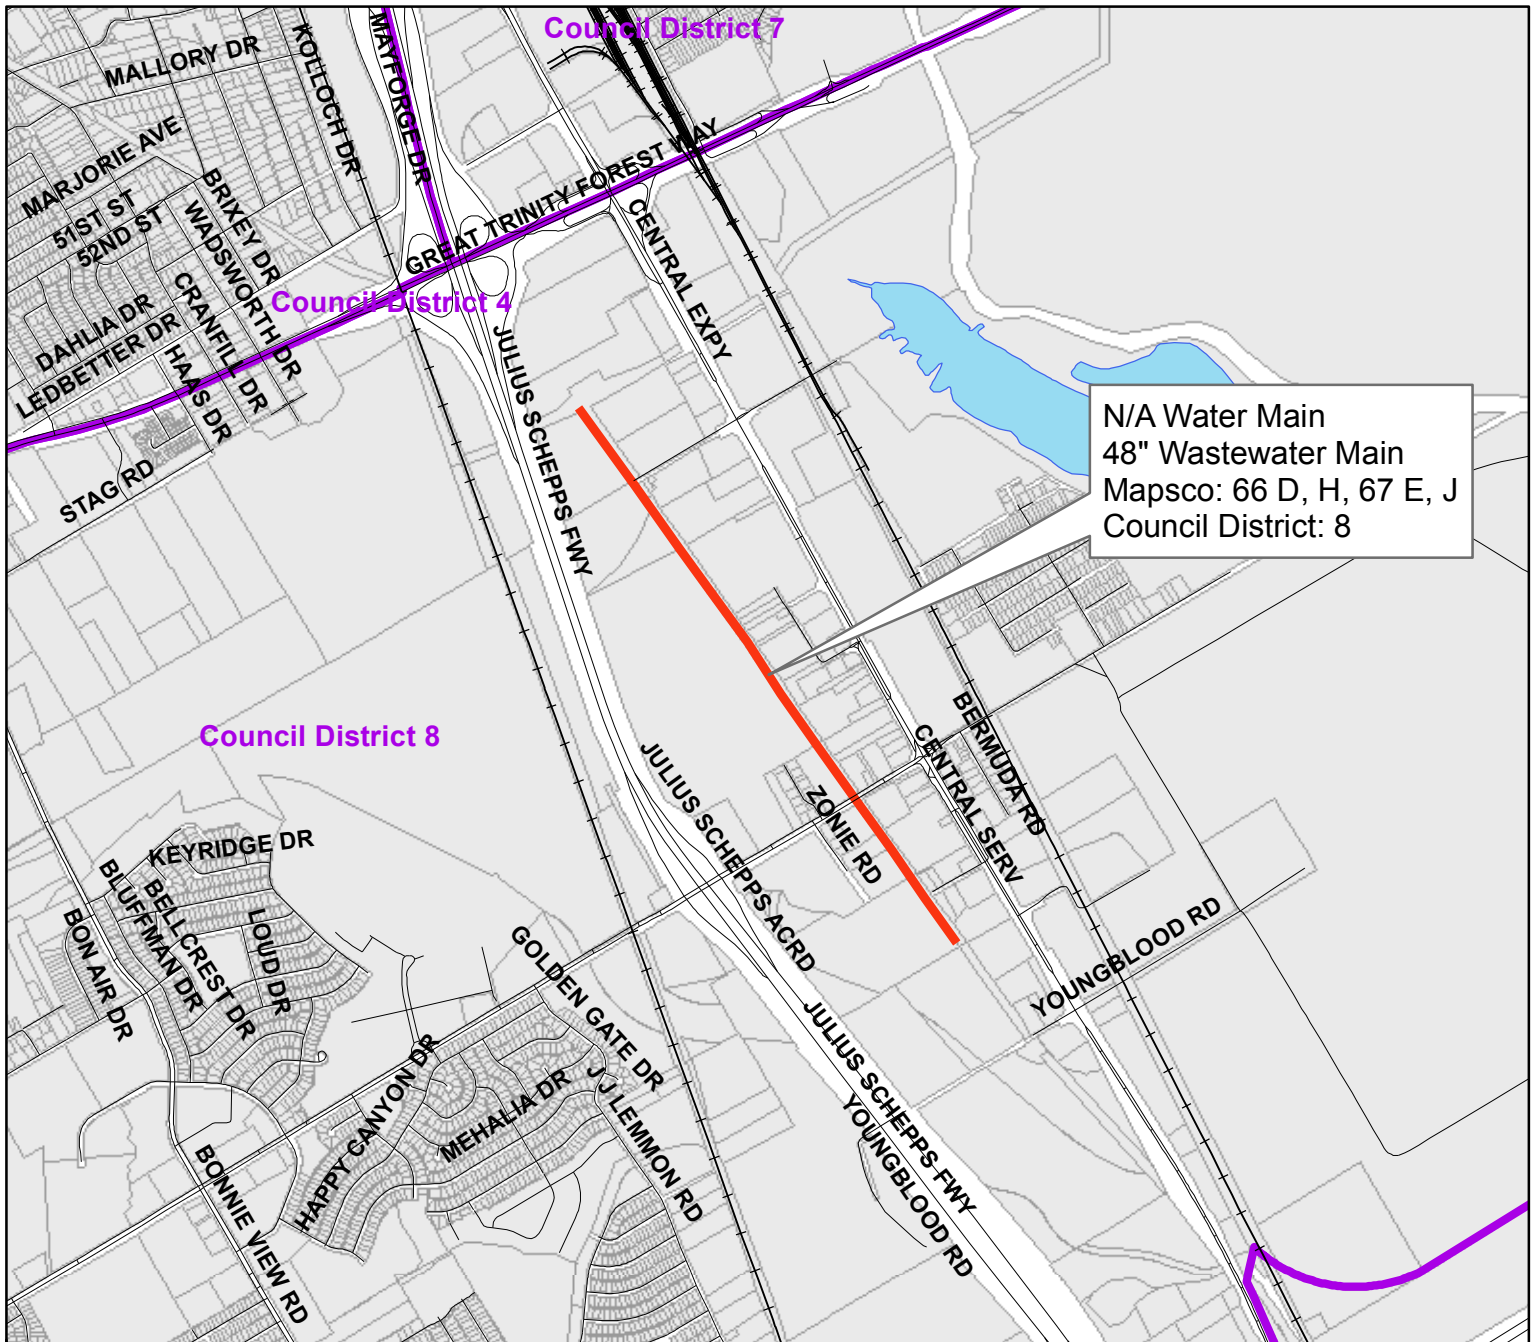 Council District 7
MALLORY DR
KOLLOCH DR
MAYFORGE DR
MARJORIE AVE
51ST ST
52ND ST
BRIXEY DR
WADSWORTH DR
GREAT TRINITY FOREST WAY
CENTRAL EXPY
Council District 4
CRANFILL DR
DAHLIA DR
LEDBETTER DR
HAAS DR
STAG RD
JULIUS SCHEPPS FWY
N/A Water Main
48" Wastewater Main
Mapsco: 66 D, H, 67 E, J
Council District: 8
Council District 8
BERMUDA RD
CENTRAL SERV
JULIUS SCHEPPS ACRD
ZONIE RD
KEYRIDGE DR
BLUFFMAN DR
BELLCREST DR
LOUD DR
BON AIR DR
GOLDEN GATE DR
YOUNGBLOOD RD
JULIUS SCHEPPS FWY
HAPPY CANYON DR
MEHALIA DR
J J LEMMON RD
YOUNGBLOOD RD
BONNIE VIEW RD